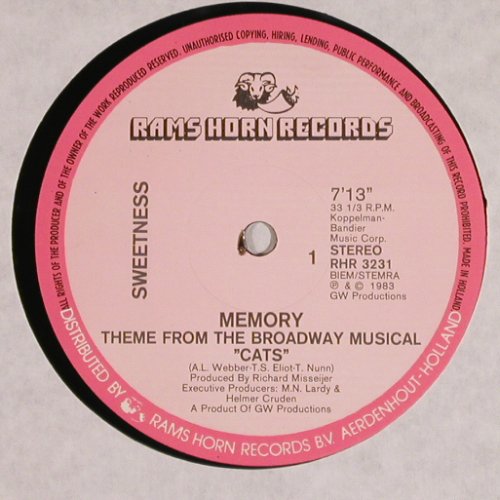 ALL RIGHTS OF THE PRODUCER AND OF THE OWNER OF THE WORK REPRODUCED RESERVED. UNAUTHORISED COPYING, HIRING, LENDING, PUBLIC PERFORMANCE AND BROADCASTING OF THIS RECORD PROHIBITED. MADE IN HOLLAND
RAMS HORN RECORDS
SWEETNESS
7'13"
33 1/3 R.P.M.
Koppelman-
Bandier
Music Corp.
1
STEREO
RHR 3231
BIEM/STEMRA
℗ & © 1983
GW Productions
MEMORY
THEME FROM THE BROADWAY MUSICAL
"CATS"
(A.L. Webber-T.S. Eliot-T. Nunn)
Produced By Richard Misseijer
Executive Producers: M.N. Lardy &
Helmer Cruden
A Product Of GW Productions
DISTRIBUTED BY RAMS HORN RECORDS B.V. AERDENHOUT-HOLLAND